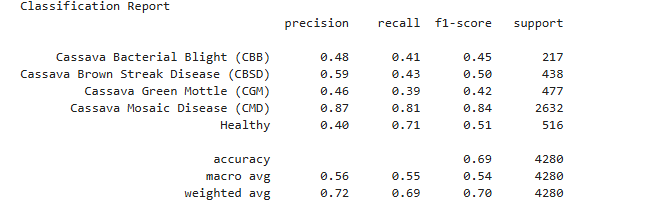 Classification Report
precision recall f1-score support
Cassava Bacterial Blight (CBB) 0.48 0.41 0.45 217
Cassava Brown Streak Disease (CBSD) 0.59 0.43 0.50 438
Cassava Green Mottle (CGM) 0.46 0.39 0.42 477
Cassava Mosaic Disease (CMD) 0.87 0.81 0.84 2632
Healthy 0.40 0.71 0.51 516
accuracy 0.69 4280
macro avg 0.56 0.55 0.54 4280
weighted avg 0.72 0.69 0.70 4280